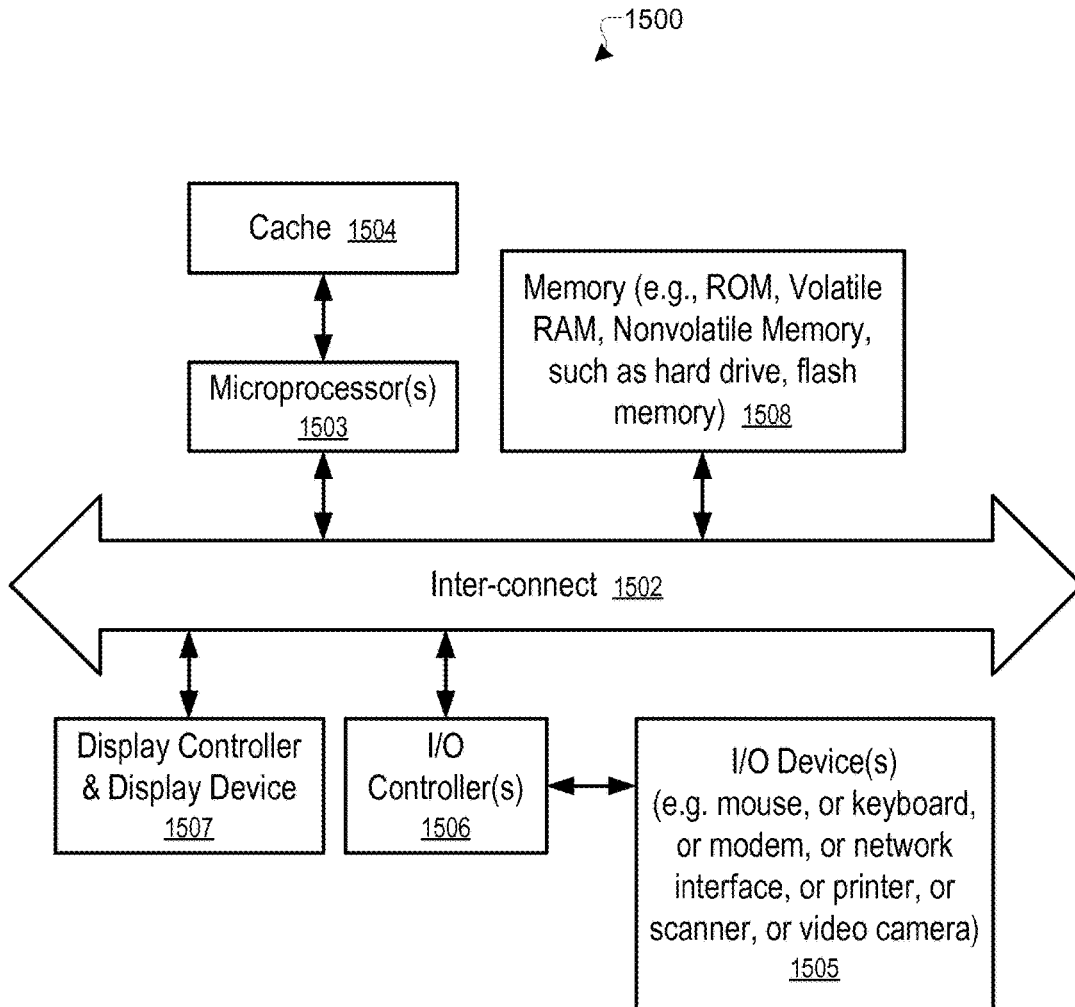 1500
Cache 1504
Microprocessor(s)
1503
Memory (e.g., ROM, Volatile
RAM, Nonvolatile Memory,
such as hard drive, flash
memory) 1508
Inter-connect 1502
Display Controller
& Display Device
1507
I/O
Controller(s)
1506
I/O Device(s)
(e.g. mouse, or keyboard,
or modem, or network
interface, or printer, or
scanner, or video camera)
1505